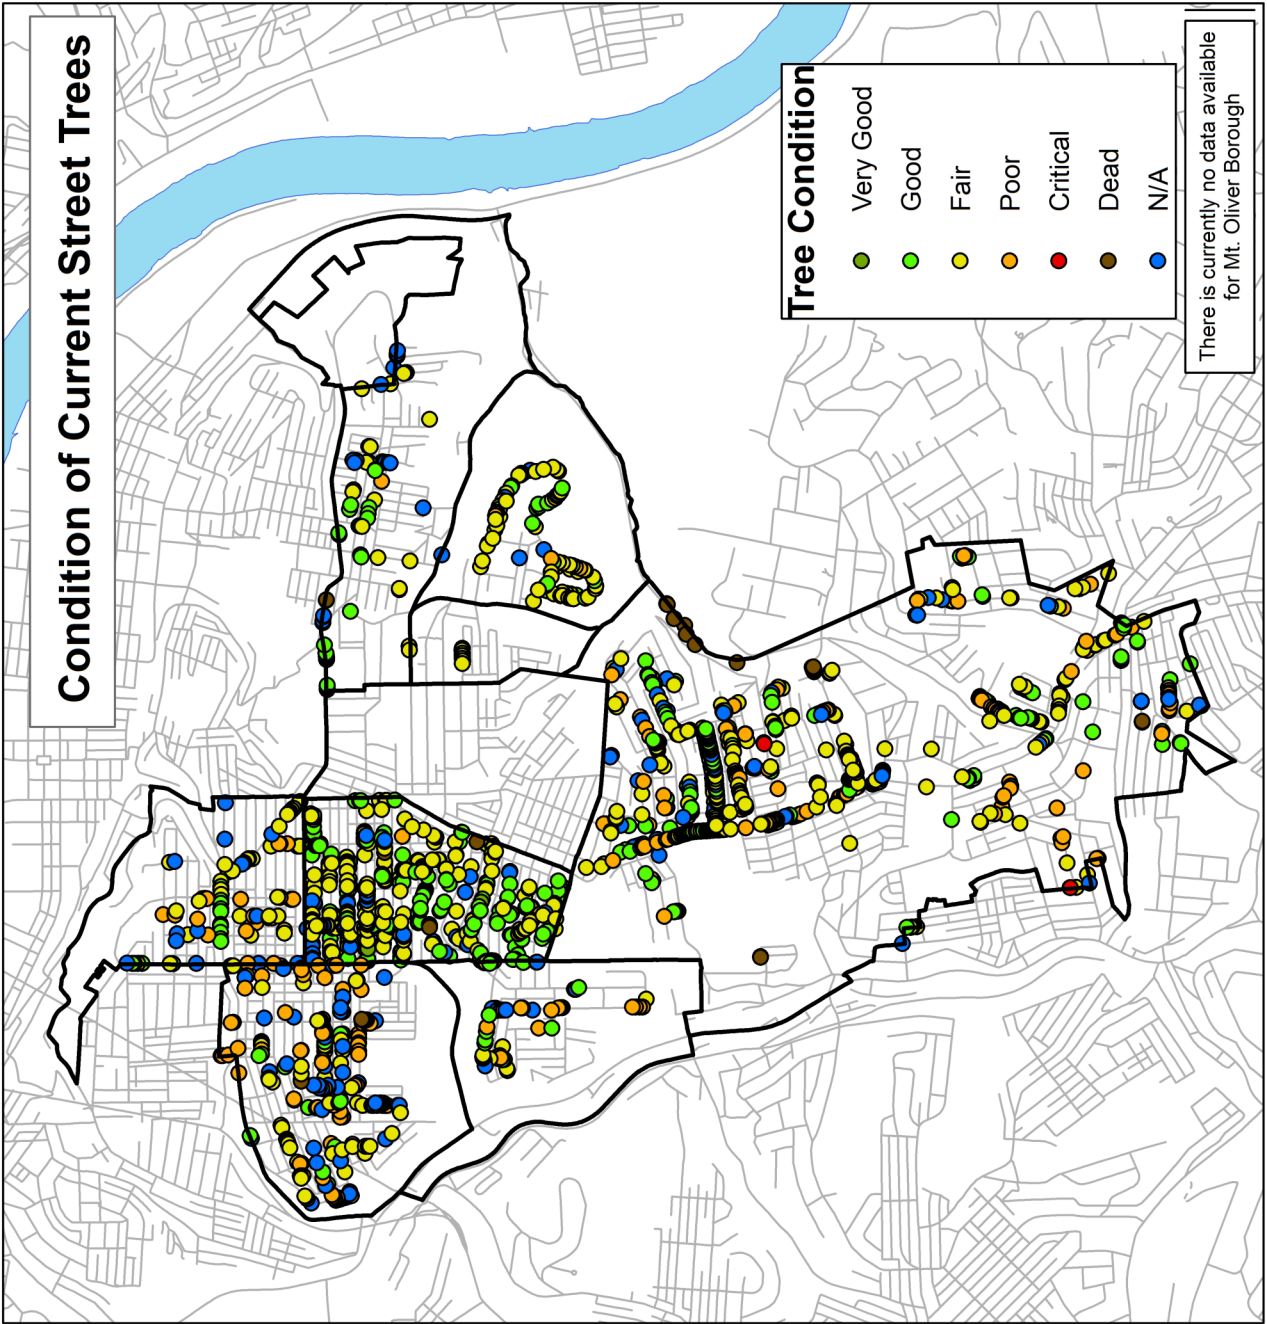 Condition of Current Street Trees
Tree Condition
Very Good
Good
Fair
Poor
Critical
Dead
N/A
There is currently no data available
for Mt. Oliver Borough